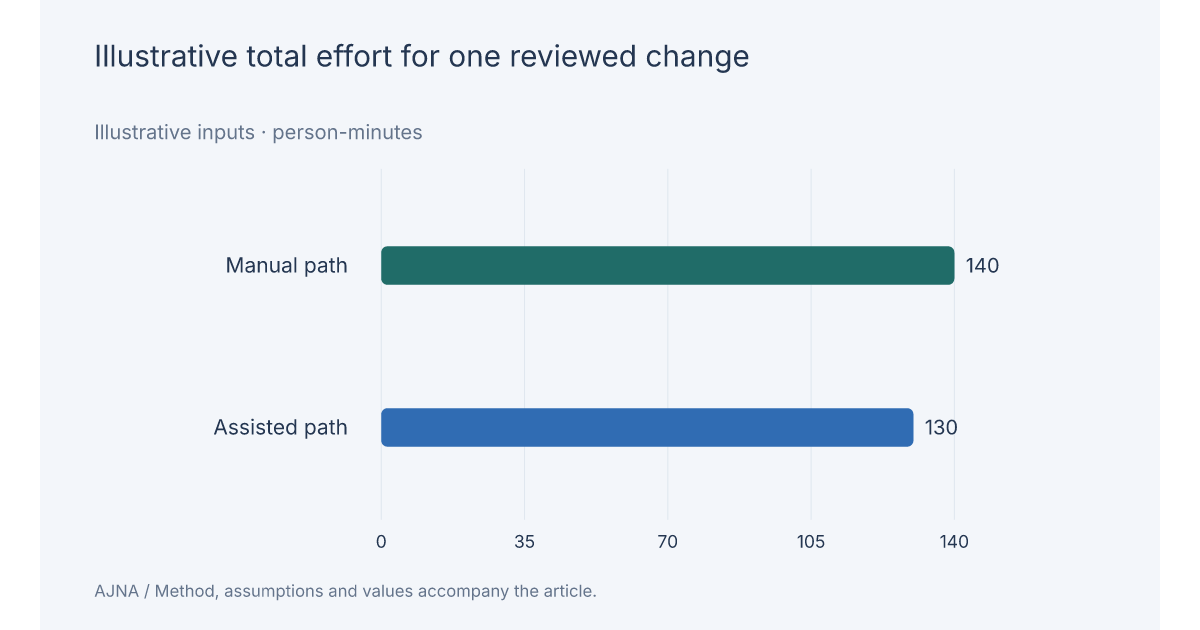 Illustrative total effort for one reviewed change
Illustrative inputs · person-minutes
Manual path 140
Assisted path 130
0 35 70 105 140
AJNA / Method, assumptions and values accompany the article.